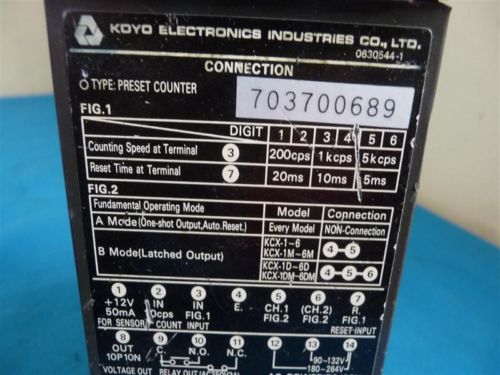 KOYO ELECTRONICS INDUSTRIES CO., LTD.
0630544-1
CONNECTION
TYPE: PRESET COUNTER
703700689
FIG.1
DIGIT 1 2 3 4 5 6
Counting Speed at Terminal 3 200cps 1kcps 5kcps
Reset Time at Terminal 7 20ms 10ms 5ms
FIG.2
Fundamental Operating Mode Model Connection
A Mode(One-shot Output,Auto.Reset.) Every Model NON-Connection
B Mode(Latched Output) KCX-1~6 4-5
KCX-1M~6M
KCX-1D~6D 4-5-6
KCX-1DM~6DM
1 2 3 4 5 6 7
+12V IN IN E. CH.1 (CH.2) R.
50mA 0cps FIG.1 FIG.2 FIG.2 FIG.1
FOR SENSOR COUNT INPUT RESET-INPUT
8 9 10 11 12 13 14
OUT C. N.O. N.C. 90~132V
10P10N 180~264V
VOLTAGE OUT RELAY OUT